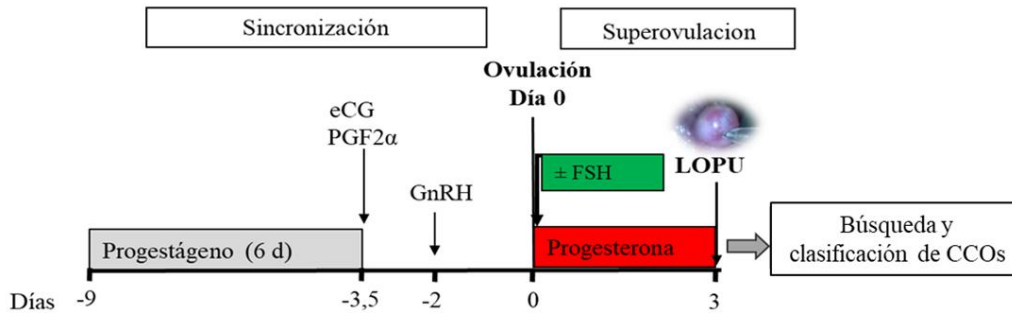 Sincronización
Superovulacion
Ovulación
Día 0
eCG
PGF2α
GnRH
± FSH
LOPU
Progestágeno (6 d)
Progesterona
Búsqueda y
clasificación de CCOs
Días
-9
-3,5
-2
0
3